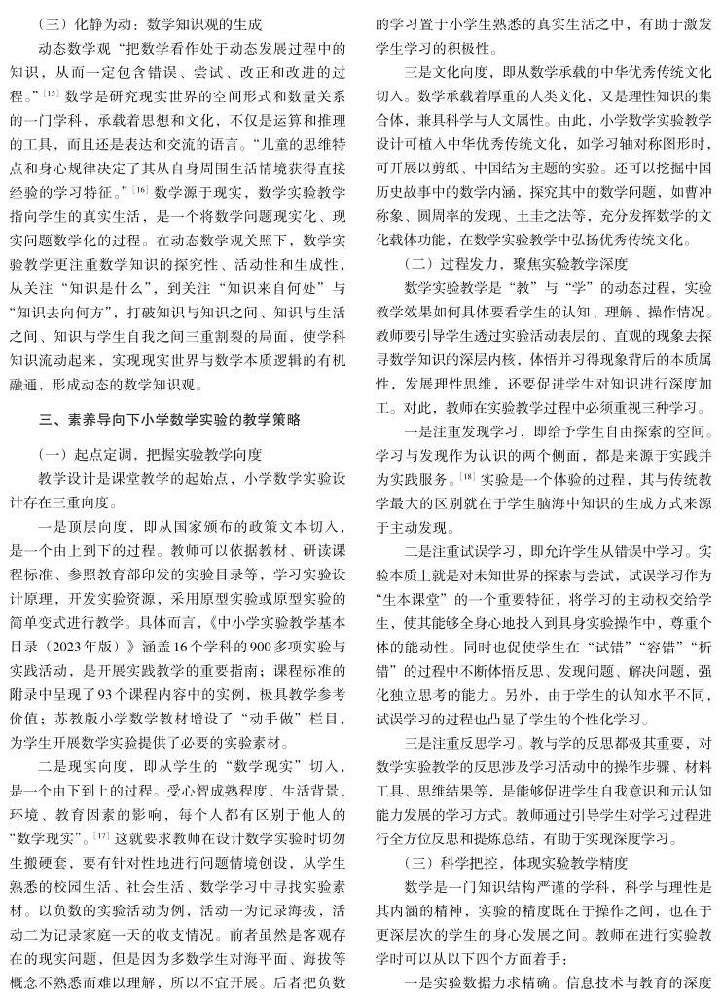 （三）化静为动：数学知识观的生成
动态数学观“把数学看作处于动态发展过程中的
知识，从而一定包含错误、尝试、改正和改进的过
程。”[15] 数学是研究现实世界的空间形式和数量关系
的一门学科，承载着思想和文化，不仅是运算和推理
的工具，而且还是表达和交流的语言。“儿童的思维特
点和身心规律决定了其从自身周围生活情境获得直接
经验的学习特征。”[16] 数学源于现实，数学实验教学
指向学生的真实生活，是一个将数学问题现实化、现
实问题数学化的过程。在动态数学观关照下，数学实
验教学更注重数学知识的探究性、活动性和生成性，
从关注“知识是什么”，到关注“知识来自何处”与
“知识去向何方”，打破知识与知识之间、知识与生活
之间、知识与学生自我之间三重割裂的局面，使学科
知识流动起来，实现现实世界与数学本质逻辑的有机
融通，形成动态的数学知识观。
三、素养导向下小学数学实验的教学策略
（一）起点定调，把握实验教学向度
教学设计是课堂教学的起始点，小学数学实验设
计存在三重向度。
一是顶层向度，即从国家颁布的政策文本切入，
是一个由上到下的过程。教师可以依据教材、研读课
程标准、参照教育部印发的实验目录等，学习实验设
计原理，开发实验资源，采用原型实验或原型实验的
简单变式进行教学。具体而言，《中小学实验教学基本
目录（2023年版）》涵盖16个学科的900多项实验与
实践活动，是开展实践教学的重要指南；课程标准的
附录中呈现了93个课程内容中的实例，极具教学参考
价值；苏教版小学数学教材增设了“动手做”栏目，
为学生开展数学实验提供了必要的实验素材。
二是现实向度，即从学生的“数学现实”切入，
是一个由下到上的过程。受心智成熟程度、生活背景、
环境、教育因素的影响，每个人都有区别于他人的
“数学现实”。[17] 这就要求教师在设计数学实验时切勿
生搬硬套，要有针对性地进行问题情境创设，从学生
熟悉的校园生活、社会生活、数学学习中寻找实验素
材。以负数的实验活动为例，活动一为记录海拔，活
动二为记录家庭一天的收支情况。前者虽然是客观存
在的现实问题，但是因为多数学生对海平面、海拔等
概念不熟悉而难以理解，所以不宜开展。后者把负数
的学习置于小学生熟悉的真实生活之中，有助于激发
学生学习的积极性。
三是文化向度，即从数学承载的中华优秀传统文化
切入。数学承载着厚重的人类文化，又是理性知识的集
合体，兼具科学与人文属性。由此，小学数学实验教学
设计可植入中华优秀传统文化，如学习轴对称图形时，
可开展以剪纸、中国结为主题的实验。还可以挖掘中国
历史故事中的数学内涵，探究其中的数学问题，如曹冲
称象、圆周率的发现、土圭之法等，充分发挥数学的文
化载体功能，在数学实验教学中弘扬优秀传统文化。
（二）过程发力，聚焦实验教学深度
数学实验教学是“教”与“学”的动态过程，实验
教学效果如何具体要看学生的认知、理解、操作情况。
教师要引导学生透过实验活动表层的、直观的现象去探
寻数学知识的深层内核，体悟并习得现象背后的本质属
性，发展理性思维，还要促进学生对知识进行深度加
工。对此，教师在实验教学过程中必须重视三种学习。
一是注重发现学习，即给予学生自由探索的空间。
学习与发现作为认识的两个侧面，都是来源于实践并
为实践服务。[18] 实验是一个体验的过程，其与传统教
学最大的区别就在于学生脑海中知识的生成方式来源
于主动发现。
二是注重试误学习，即允许学生从错误中学习。实
验本质上就是对未知世界的探索与尝试，试误学习作为
“生本课堂”的一个重要特征，将学习的主动权交给学
生，使其能够全身心地投入到具身实验操作中，尊重个
体的能动性。同时也促使学生在“试错”“容错”“析
错”的过程中不断体悟反思、发现问题、解决问题，强
化独立思考的能力。另外，由于学生的认知水平不同，
试误学习的过程也凸显了学生的个性化学习。
三是注重反思学习。教与学的反思都极其重要，对
数学实验教学的反思涉及学习活动中的操作步骤、材料
工具、思维结果等，是能够促进学生自我意识和元认知
能力发展的学习方式。教师通过引导学生对学习过程进
行全方位反思和提炼总结，有助于实现深度学习。
（三）科学把控，体现实验教学精度
数学是一门知识结构严谨的学科，科学与理性是
其内涵的精神，实验的精度既在于操作之间，也在于
更深层次的学生的身心发展之间。教师在进行实验教
学时可以从以下四个方面着手：
一是实验数据力求精确。信息技术与教育的深度